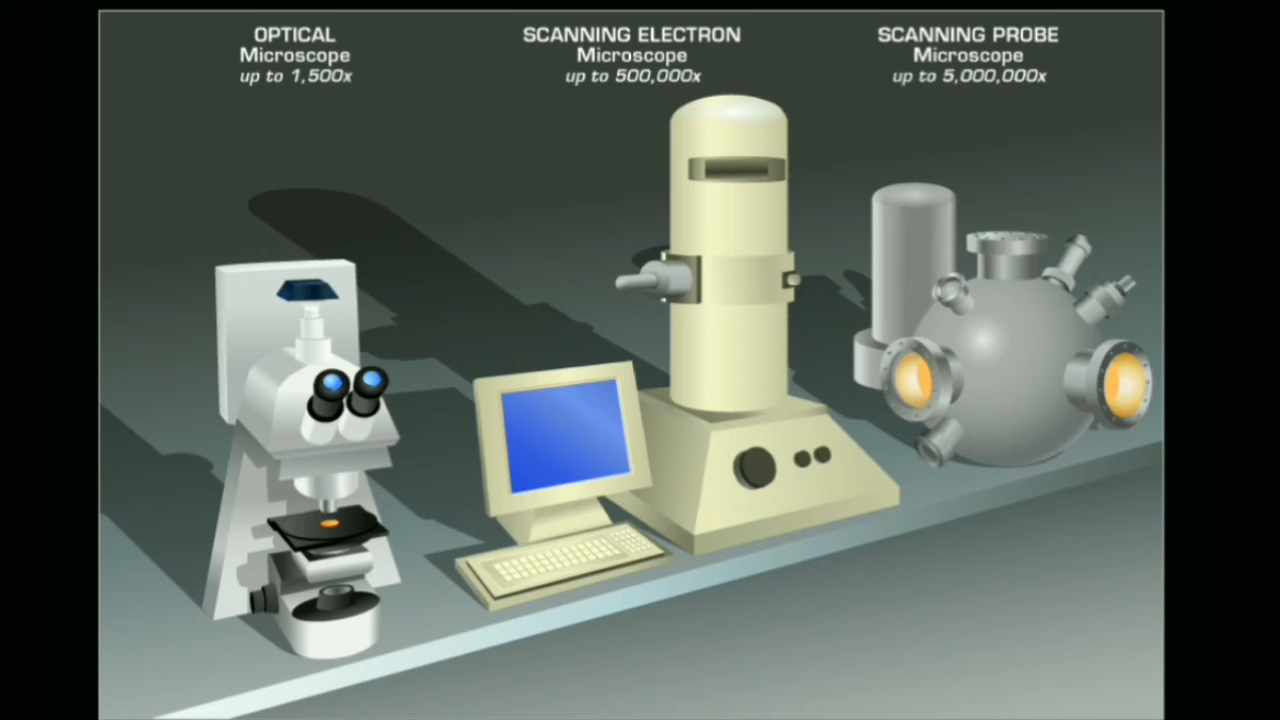 OPTICAL
Microscope
up to 1,500x
SCANNING ELECTRON
Microscope
up to 500,000x
SCANNING PROBE
Microscope
up to 5,000,000x